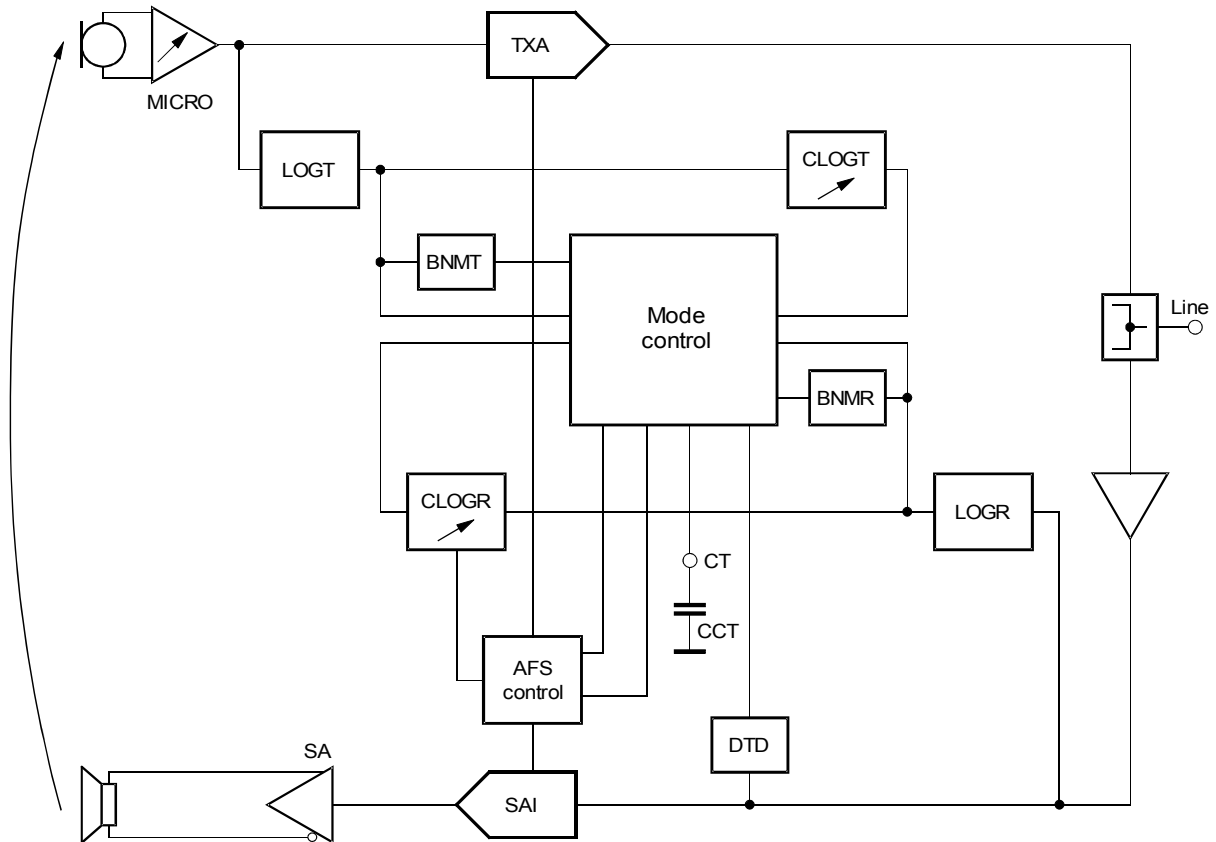 TXA
MICRO
LOGT
CLOGT
BNMT
Mode
control
Line
BNMR
CLOGR
LOGR
CT
CCT
AFS
control
DTD
SA
SAI